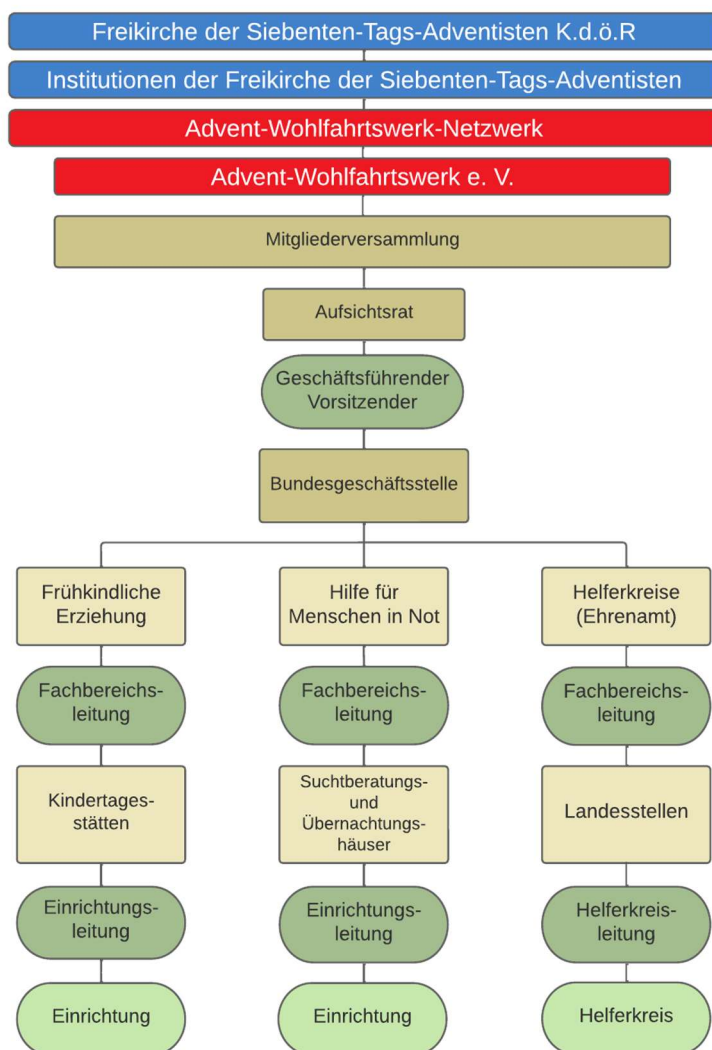 Freikirche der Siebenten-Tags-Adventisten K.d.ö.R
Institutionen der Freikirche der Siebenten-Tags-Adventisten
Advent-Wohlfahrtswerk-Netzwerk
Advent-Wohlfahrtswerk e. V.
Mitgliederversammlung
Aufsichtsrat
Geschäftsführender
Vorsitzender
Bundesgeschäftsstelle
Frühkindliche
Erziehung
Hilfe für
Menschen in Not
Helferkreise
(Ehrenamt)
Fachbereichs-
leitung
Fachbereichs-
leitung
Fachbereichs-
leitung
Kindertages-
stätten
Suchtberatungs-
und
Übernachtungs-
häuser
Landesstellen
Einrichtungs-
leitung
Einrichtungs-
leitung
Helferkreis-
leitung
Einrichtung
Einrichtung
Helferkreis